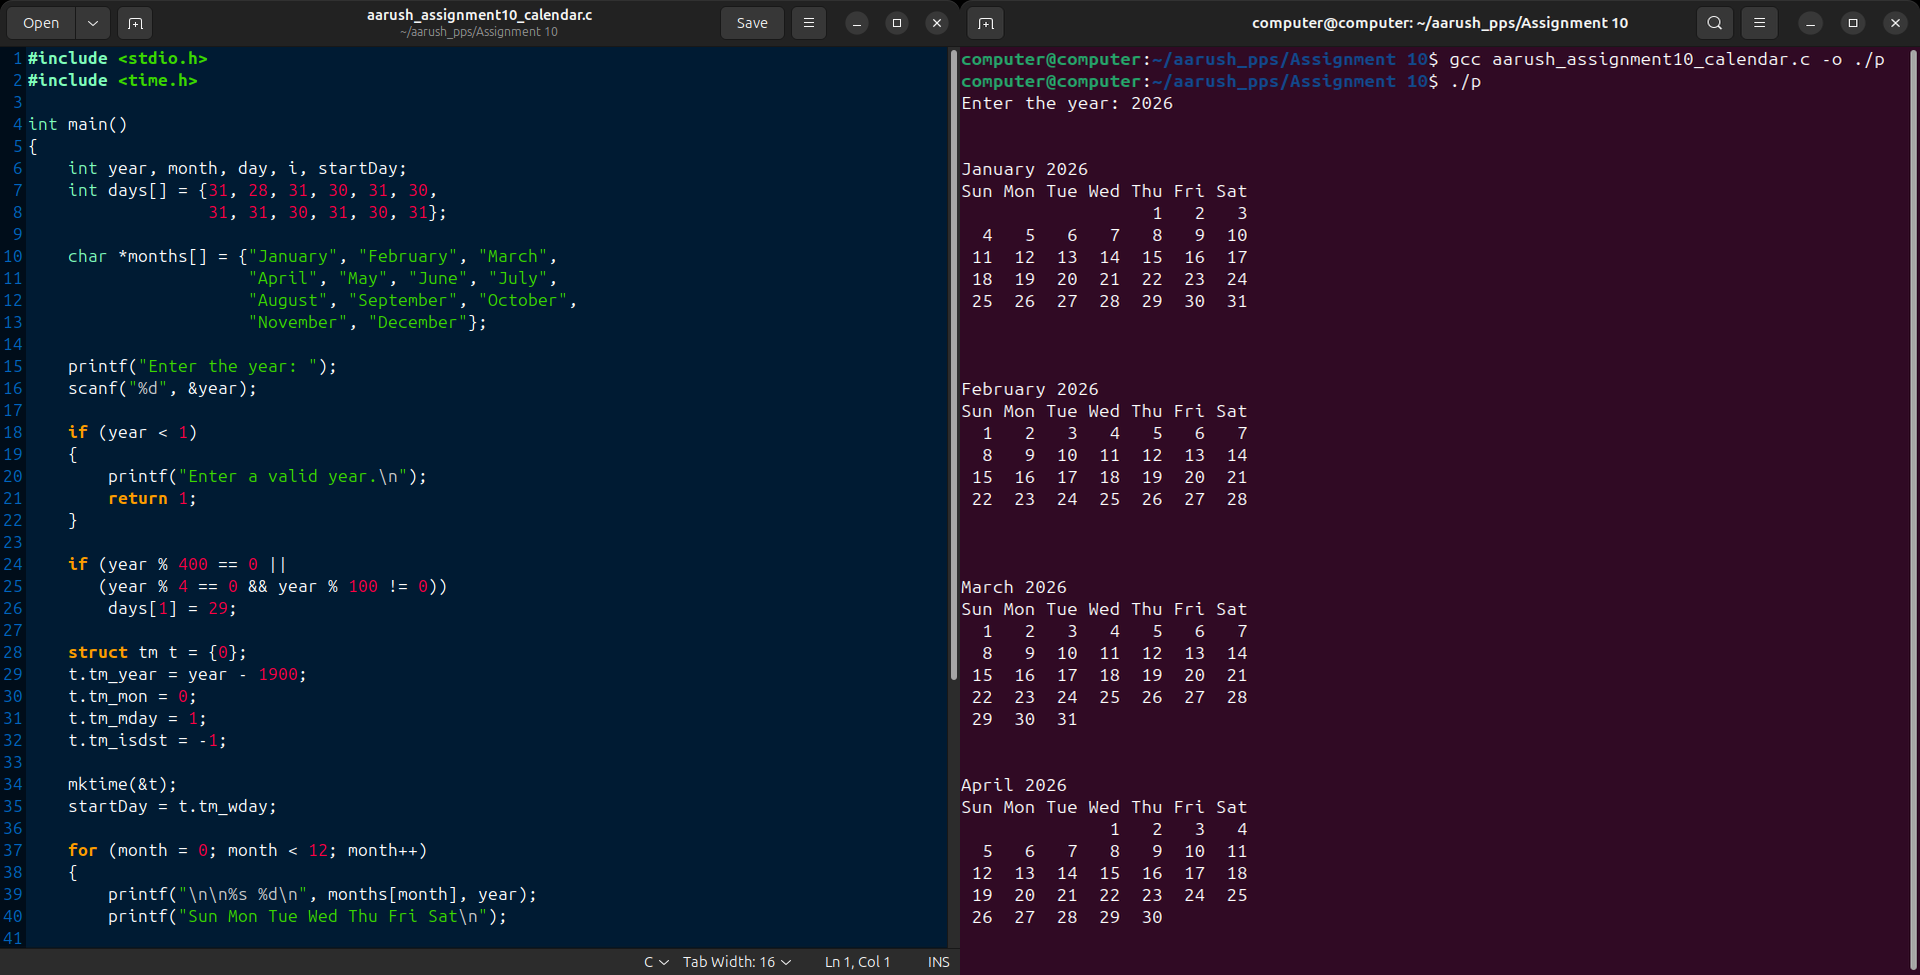 Open
aarush_assignment10_calendar.c
~/aarush_pps/Assignment 10
Save
1 #include <stdio.h>
2 #include <time.h>
3
4 int main()
5 {
6     int year, month, day, i, startDay;
7     int days[] = {31, 28, 31, 30, 31, 30,
8                   31, 31, 30, 31, 30, 31};
9
10     char *months[] = {"January", "February", "March",
11                       "April", "May", "June", "July",
12                       "August", "September", "October",
13                       "November", "December"};
14
15     printf("Enter the year: ");
16     scanf("%d", &year);
17
18     if (year < 1)
19     {
20         printf("Enter a valid year.\n");
21         return 1;
22     }
23
24     if (year % 400 == 0 ||
25        (year % 4 == 0 && year % 100 != 0))
26         days[1] = 29;
27
28     struct tm t = {0};
29     t.tm_year = year - 1900;
30     t.tm_mon = 0;
31     t.tm_mday = 1;
32     t.tm_isdst = -1;
33
34     mktime(&t);
35     startDay = t.tm_wday;
36
37     for (month = 0; month < 12; month++)
38     {
39         printf("\n\n%s %d\n", months[month], year);
40         printf("Sun Mon Tue Wed Thu Fri Sat\n");
41
C
Tab Width: 16
Ln 1, Col 1
INS
computer@computer: ~/aarush_pps/Assignment 10
computer@computer:~/aarush_pps/Assignment 10$ gcc aarush_assignment10_calendar.c -o ./p
computer@computer:~/aarush_pps/Assignment 10$ ./p
Enter the year: 2026
January 2026
Sun Mon Tue Wed Thu Fri Sat
                  1   2   3
  4   5   6   7   8   9  10
 11  12  13  14  15  16  17
 18  19  20  21  22  23  24
 25  26  27  28  29  30  31
February 2026
Sun Mon Tue Wed Thu Fri Sat
  1   2   3   4   5   6   7
  8   9  10  11  12  13  14
 15  16  17  18  19  20  21
 22  23  24  25  26  27  28
March 2026
Sun Mon Tue Wed Thu Fri Sat
  1   2   3   4   5   6   7
  8   9  10  11  12  13  14
 15  16  17  18  19  20  21
 22  23  24  25  26  27  28
 29  30  31
April 2026
Sun Mon Tue Wed Thu Fri Sat
              1   2   3   4
  5   6   7   8   9  10  11
 12  13  14  15  16  17  18
 19  20  21  22  23  24  25
 26  27  28  29  30